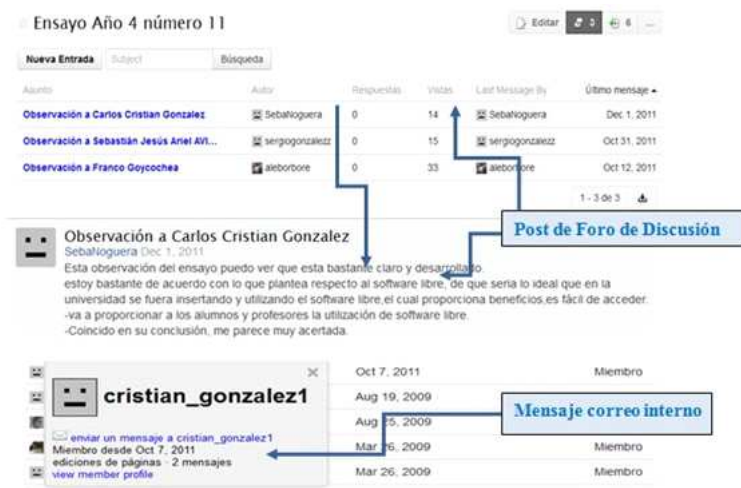 Ensayo Año 4 número 11
Editar 6 ...
Nueva Entrada Subject Búsqueda
Asunto Autor Respuestas Vistas Last Message By Último mensaje
Observación a Carlos Cristian Gonzalez SebaNoguera 0 14 SebaNoguera Dec 1, 2011
Observación a Sebastián Jesús Ariel AVI... sergiogonzalezz 0 15 sergiogonzalezz Oct 31, 2011
Observación a Franco Goycochea aleborbore 0 33 aleborbore Oct 12, 2011
1 - 3 de 3
Post de Foro de Discusión
Observación a Carlos Cristian Gonzalez
SebaNoguera Dec 1, 2011
Esta observación del ensayo puedo ver que esta bastante claro y desarrollado.
estoy bastante de acuerdo con lo que plantea respecto al software libre, de que seria lo ideal que en la
universidad se fuera insertando y utilizando el software libre,el cual proporciona beneficios,es fácil de acceder.
-va a proporcionar a los alumnos y profesores la utilización de software libre.
-Coincido en su conclusión, me parece muy acertada.
Oct 7, 2011 Miembro
cristian_gonzalez1
Aug 19, 2009
Mensaje correo interno
Aug 25, 2009
enviar un mensaje a cristian_gonzalez1
Miembro desde Oct 7, 2011
Mar 26, 2009 Miembro
ediciones de páginas · 2 mensajes
view member profile
Mar 26, 2009 Miembro